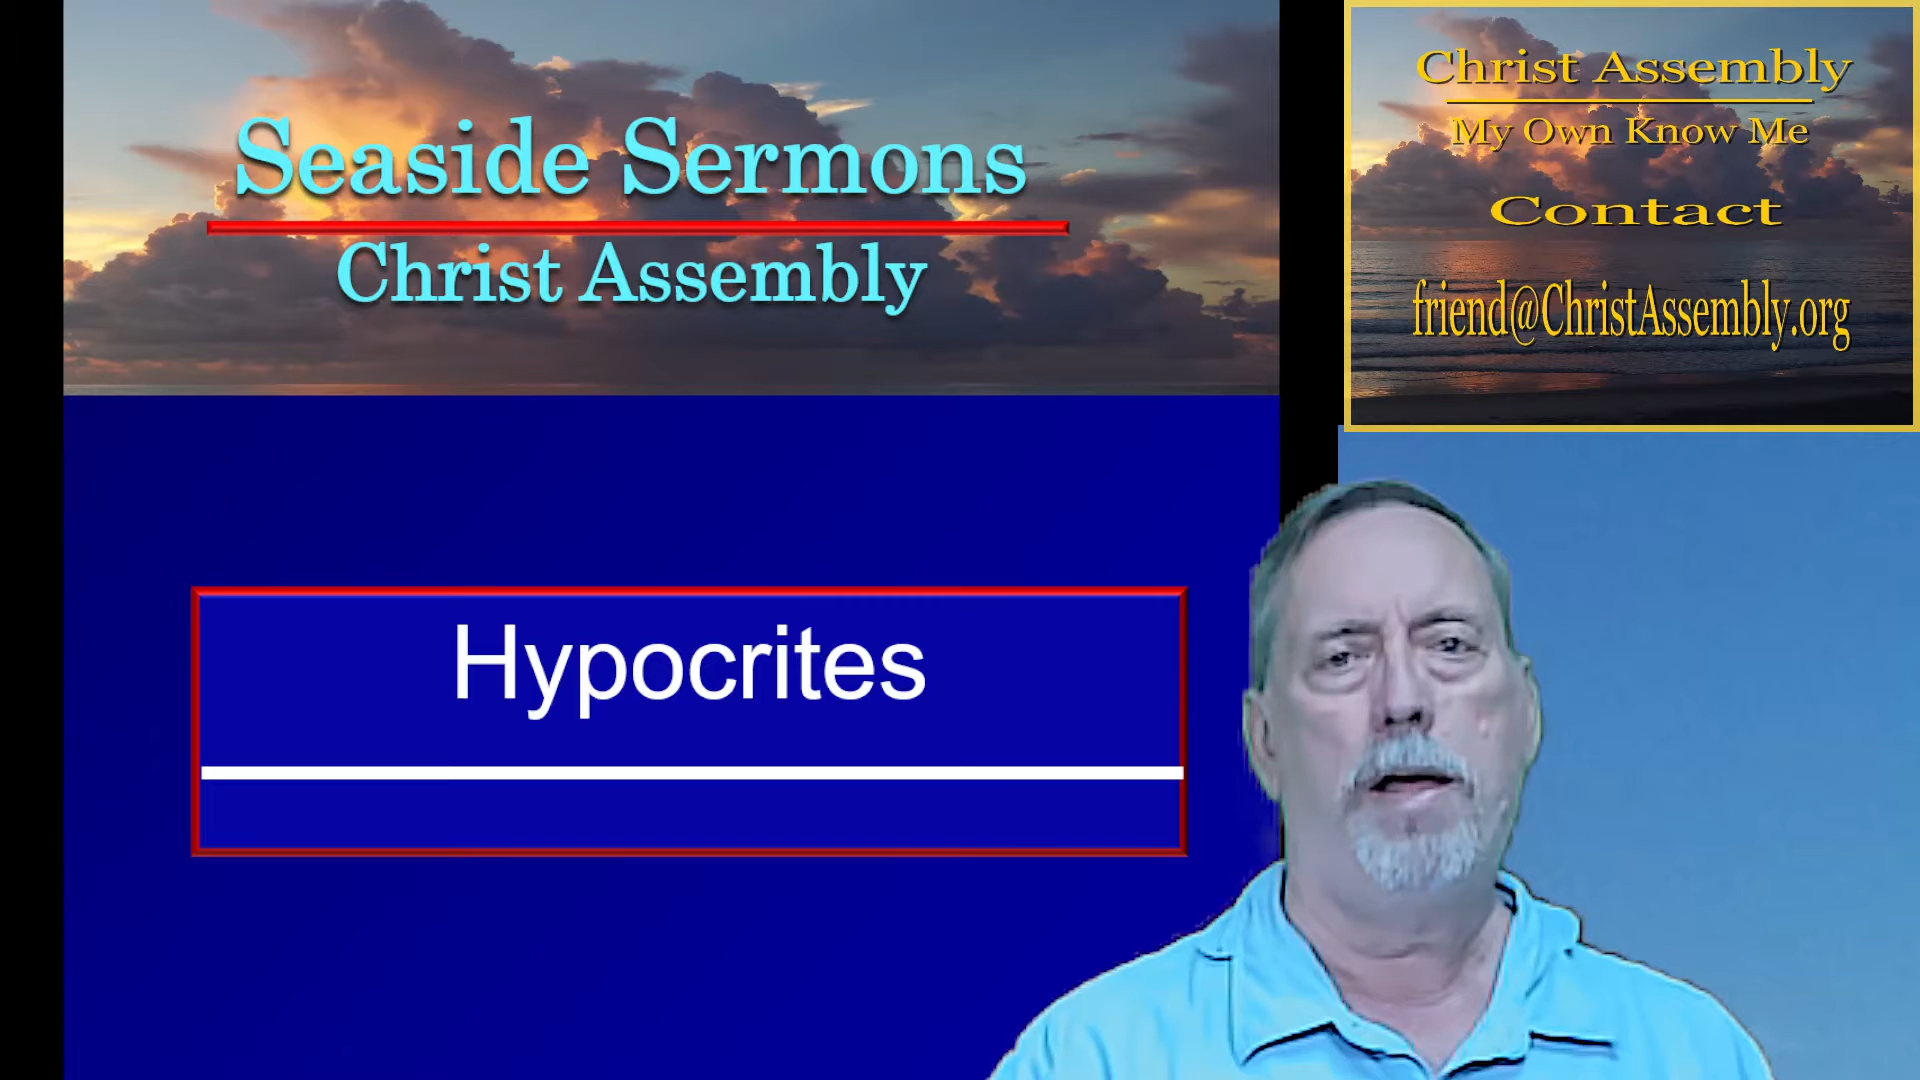 Seaside Sermons
Christ Assembly
Hypocrites
Christ Assembly
My Own Know Me
Contact
friend@ChristAssembly.org